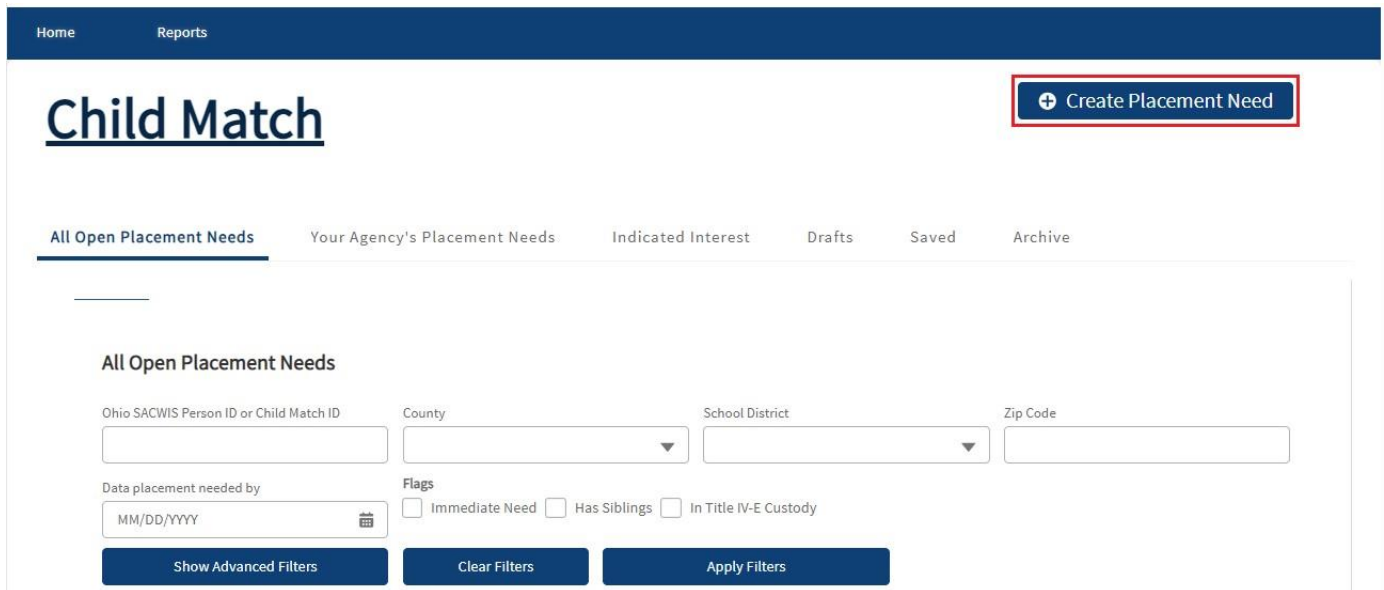 Home Reports
Child Match
Create Placement Need
All Open Placement Needs Your Agency's Placement Needs Indicated Interest Drafts Saved Archive
All Open Placement Needs
Ohio SACWIS Person ID or Child Match ID County School District Zip Code
Data placement needed by Flags
MM/DD/YYYY Immediate Need Has Siblings In Title IV-E Custody
Show Advanced Filters Clear Filters Apply Filters